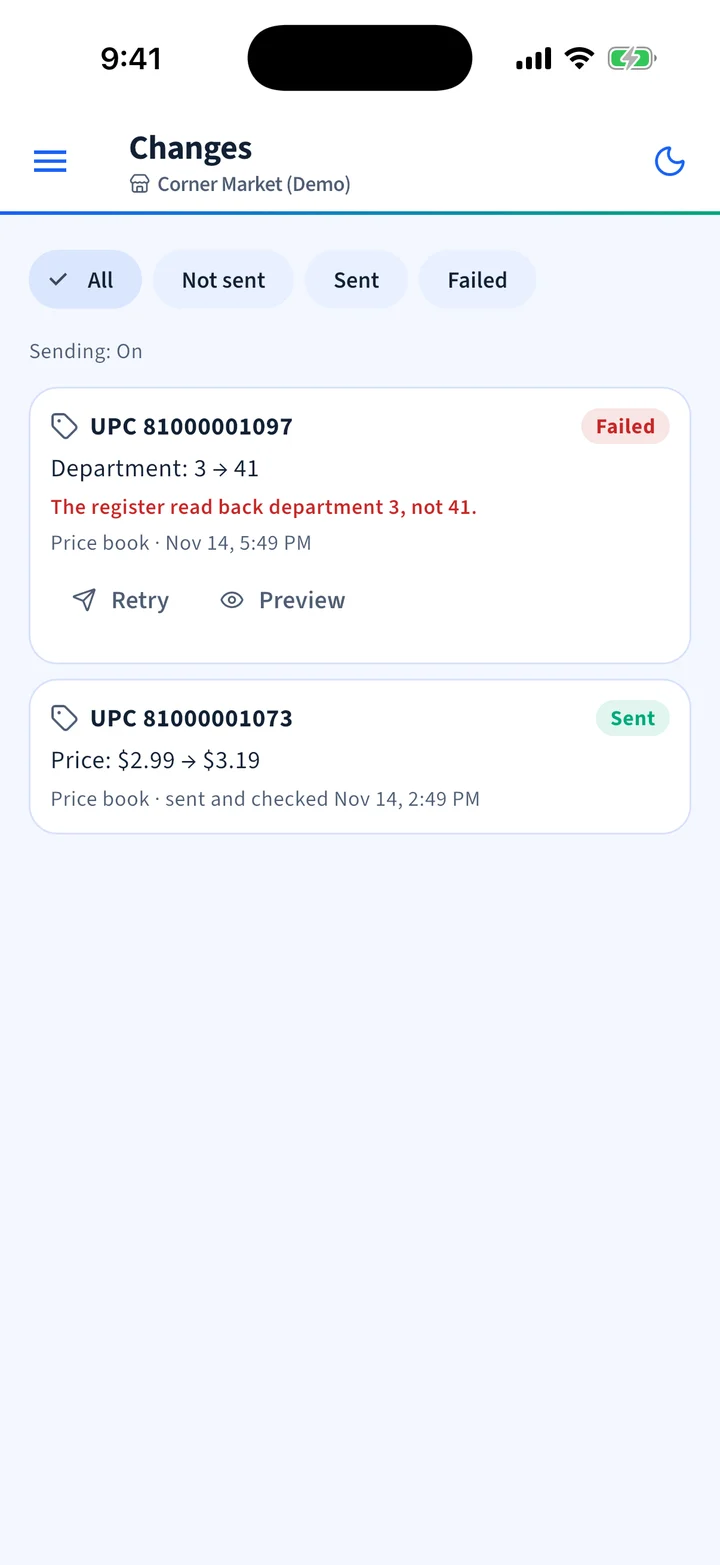 9:41
Changes
Corner Market (Demo)
All
Not sent
Sent
Failed
Sending: On
UPC 81000001097
Failed
Department: 3 → 41
The register read back department 3, not 41.
Price book · Nov 14, 5:49 PM
Retry
Preview
UPC 81000001073
Sent
Price: $2.99 → $3.19
Price book · sent and checked Nov 14, 2:49 PM